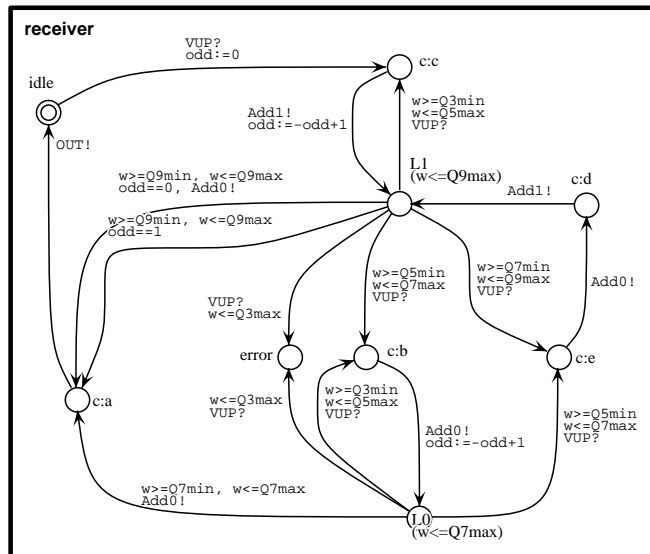 receiver
VUP?
odd:=0
c:c
idle
w>=Q3min
w<=Q5max
VUP?
Add1!
odd:=-odd+1
OUT!
L1
(w<=Q9max)
w>=Q9min, w<=Q9max
odd==0, Add0!
c:d
Add1!
w>=Q9min, w<=Q9max
odd==1
w>=Q5min
w<=Q7max
VUP?
w>=Q7min
w<=Q9max
VUP?
Add0!
VUP?
w<=Q3max
error
c:b
c:e
w<=Q3max
VUP?
w>=Q3min
w<=Q5max
VUP?
c:a
w>=Q5min
w<=Q7max
VUP?
Add0!
odd:=-odd+1
w>=Q7min, w<=Q7max
Add0!
L0
(w<=Q7max)